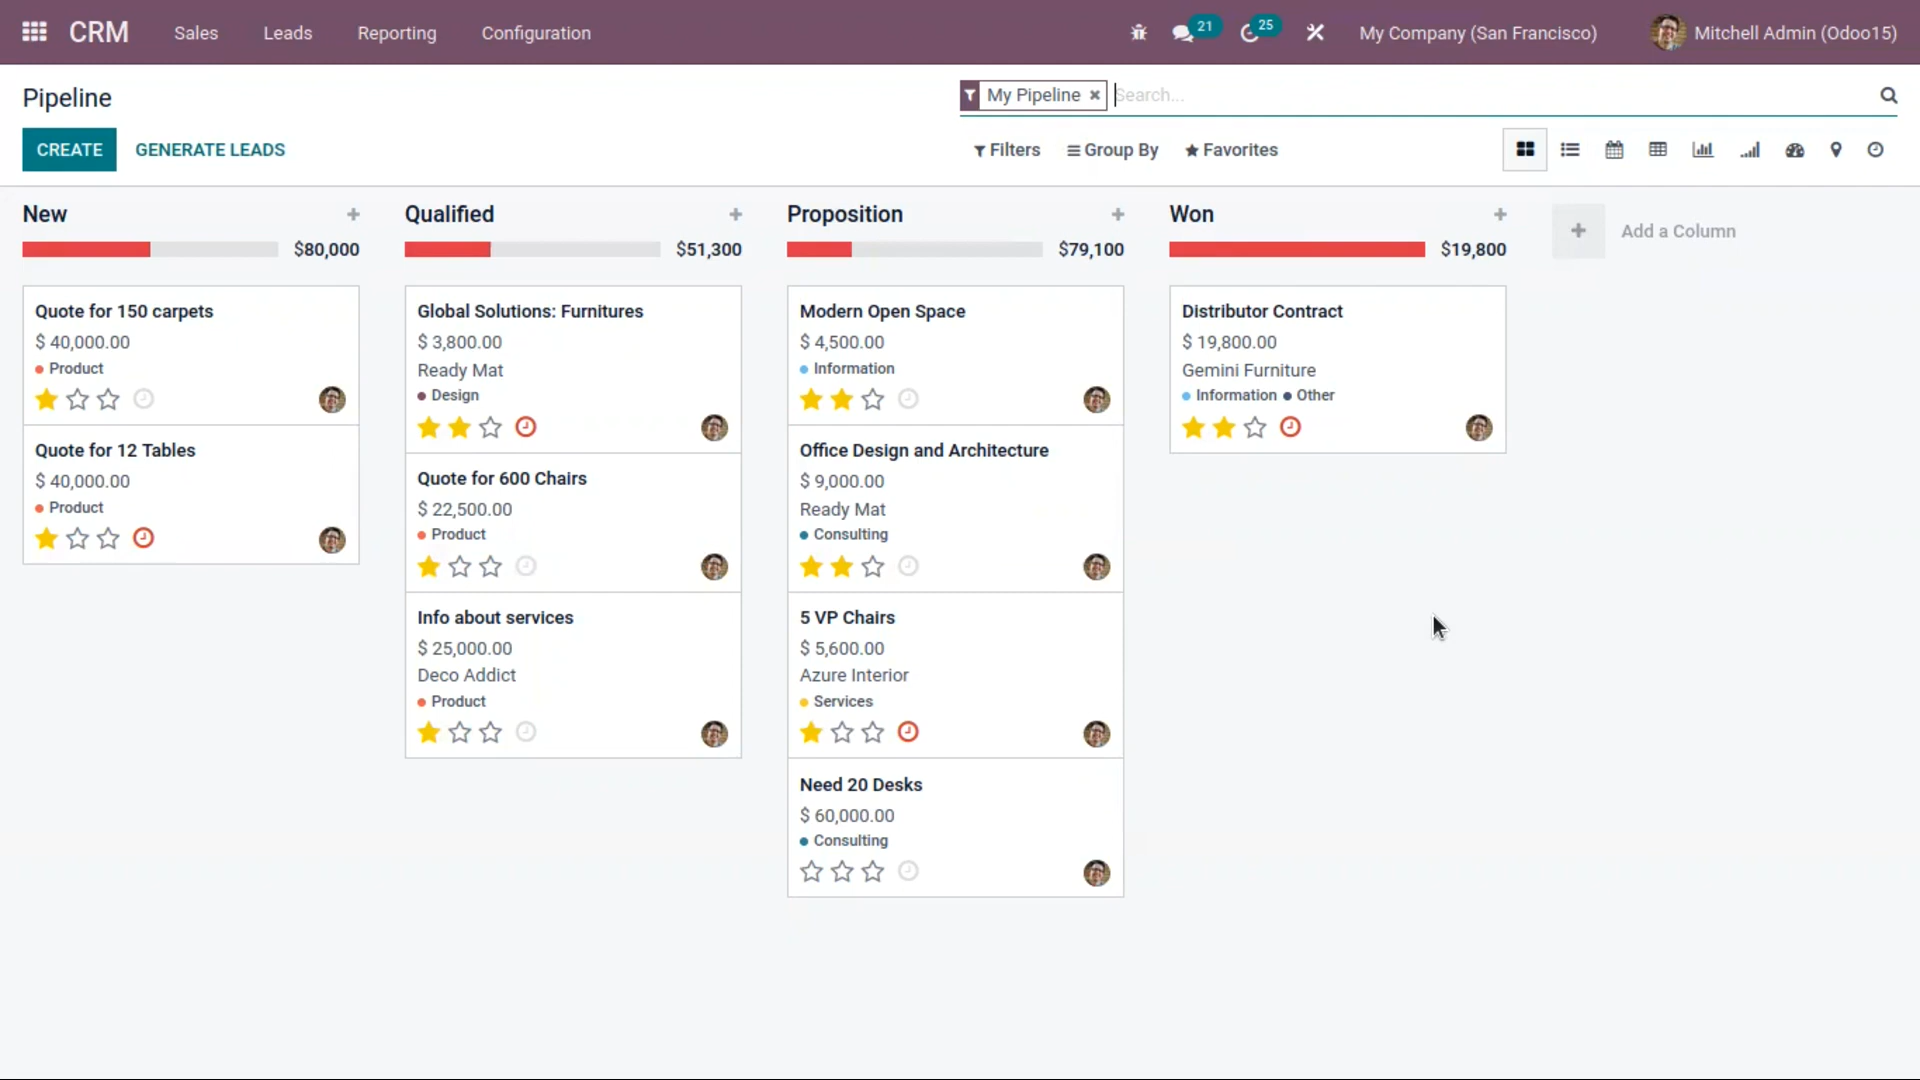 CRM Sales Leads Reporting Configuration 21 25 My Company (San Francisco) Mitchell Admin (Odoo15)
Pipeline
My Pipeline × Search...
CREATE GENERATE LEADS
Filters Group By Favorites
New
$80,000
Quote for 150 carpets
$ 40,000.00
Product
Quote for 12 Tables
$ 40,000.00
Product
Qualified
$51,300
Global Solutions: Furnitures
$ 3,800.00
Ready Mat
Design
Quote for 600 Chairs
$ 22,500.00
Product
Info about services
$ 25,000.00
Deco Addict
Product
Proposition
$79,100
Modern Open Space
$ 4,500.00
Information
Office Design and Architecture
$ 9,000.00
Ready Mat
Consulting
5 VP Chairs
$ 5,600.00
Azure Interior
Services
Need 20 Desks
$ 60,000.00
Consulting
Won
$19,800
Distributor Contract
$ 19,800.00
Gemini Furniture
Information Other
Add a Column